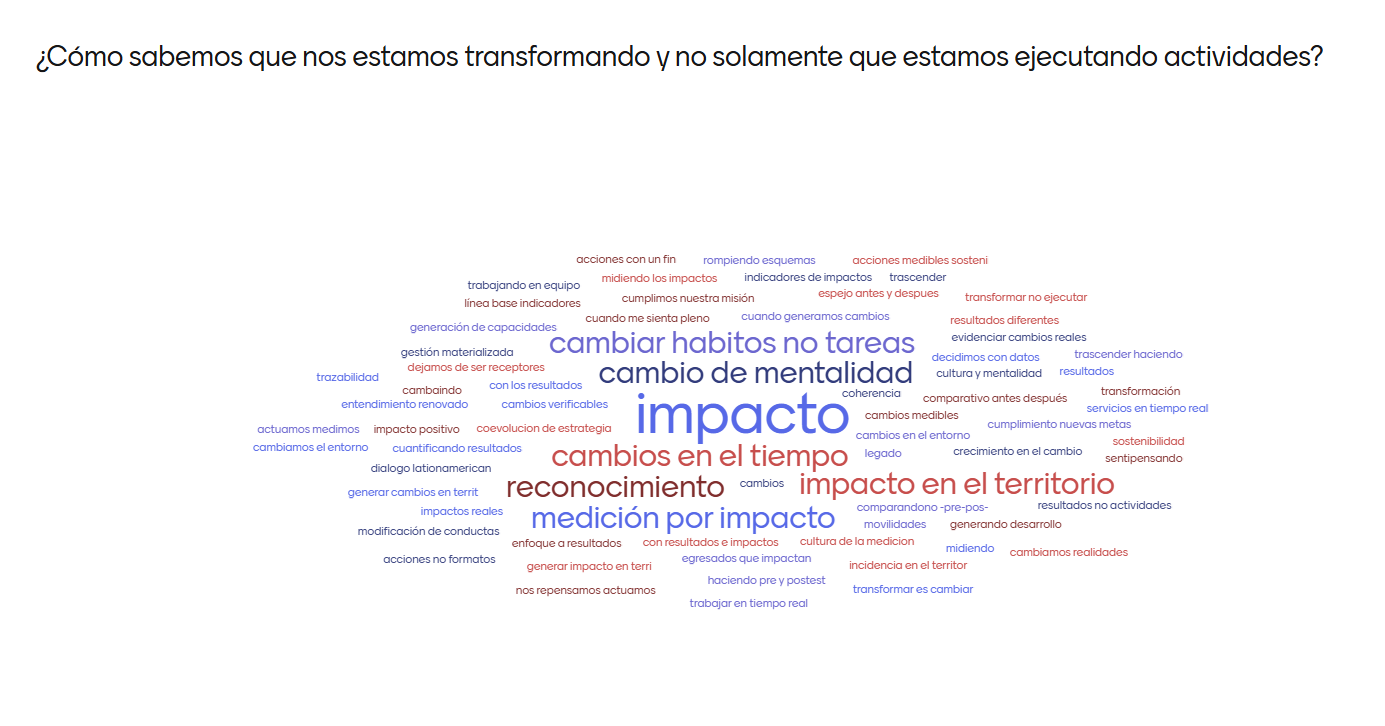 ¿Cómo sabemos que nos estamos transformando y no solamente que estamos ejecutando actividades?
acciones con un fin
rompiendo esquemas
acciones medibles sosteni
midiendo los impactos
indicadores de impactos
trascender
trabajando en equipo
línea base indicadores
cumplimos nuestra misión
espejo antes y despues
transformar no ejecutar
cuando me sienta pleno
cuando generamos cambios
resultados diferentes
generación de capacidades
cambiar habitos no tareas
evidenciar cambios reales
gestión materializada
decidimos con datos
trascender haciendo
dejamos de ser receptores
cambio de mentalidad
cultura y mentalidad
resultados
trazabilidad
cambaindo
con los resultados
coherencia
comparativo antes después
transformación
entendimiento renovado
cambios verificables
impacto
cambios medibles
servicios en tiempo real
actuamos medimos
impacto positivo
coevolucion de estrategia
cambios en el entorno
cumplimiento nuevas metas
cambiamos el entorno
cuantificando resultados
cambios en el tiempo
legado
crecimiento en el cambio
sostenibilidad
sentipensando
dialogo lationamerican
generar cambios en territ
reconocimiento
cambios
impacto en el territorio
impactos reales
medición por impacto
comparandono -pre-pos-
resultados no actividades
modificación de conductas
movilidades
generando desarrollo
enfoque a resultados
con resultados e impactos
cultura de la medicion
midiendo
cambiamos realidades
acciones no formatos
generar impacto en terri
egresados que impactan
incidencia en el territor
haciendo pre y postest
nos repensamos actuamos
transformar es cambiar
trabajar en tiempo real